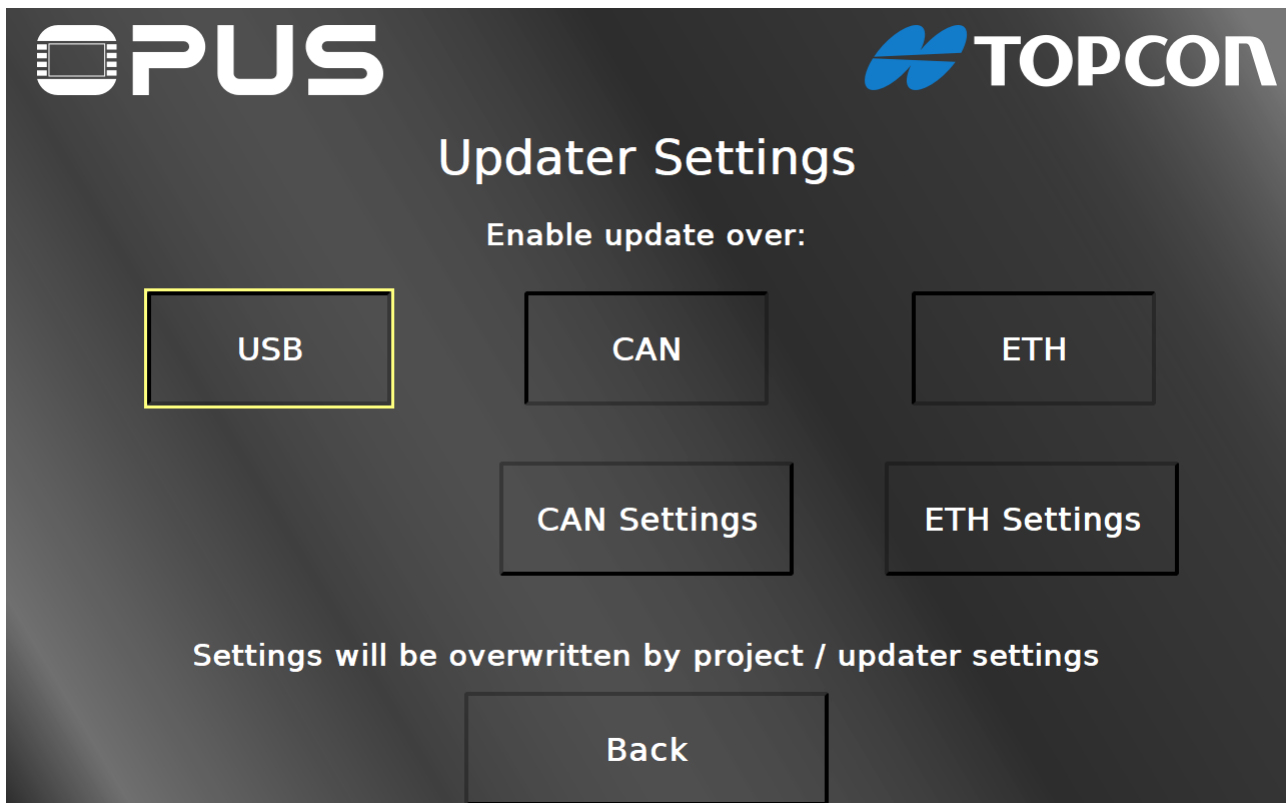 OPUS
TOPCON
Updater Settings
Enable update over:
USB
CAN
ETH
CAN Settings
ETH Settings
Settings will be overwritten by project / updater settings
Back